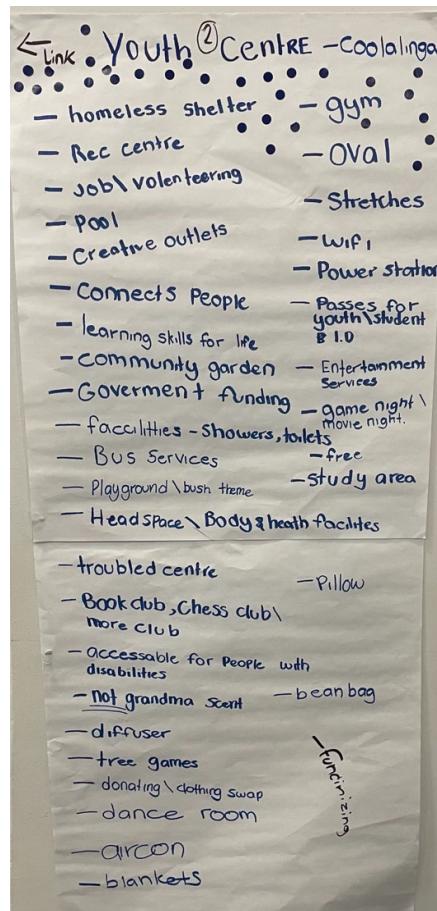 ← Link
Youth ② Centre - Coolalinga
- homeless shelter
- Rec centre
- Job\ volenteering
- Pool
- Creative outlets
- Connects People
- learning skills for life
- community garden
- Goverment funding
- faccilitties - Showers, toilets
- Bus Services
- Playground \ bush theme
- Headspace \ Body & heath facilites
- gym
- Oval
- Stretches
- Wifi
- Power station
- Passes for
youth\student
I.D
- Entertainment
Services
- game night \
movie night.
- free
- study area
- troubled centre
- Book club, Chess club\
more club
- accessable for People with
disabilities
- not grandma scent
- diffuser
- tree games
- donating \ clothing swap
- dance room
- aircon
- blankets
- Pillow
- bean bag